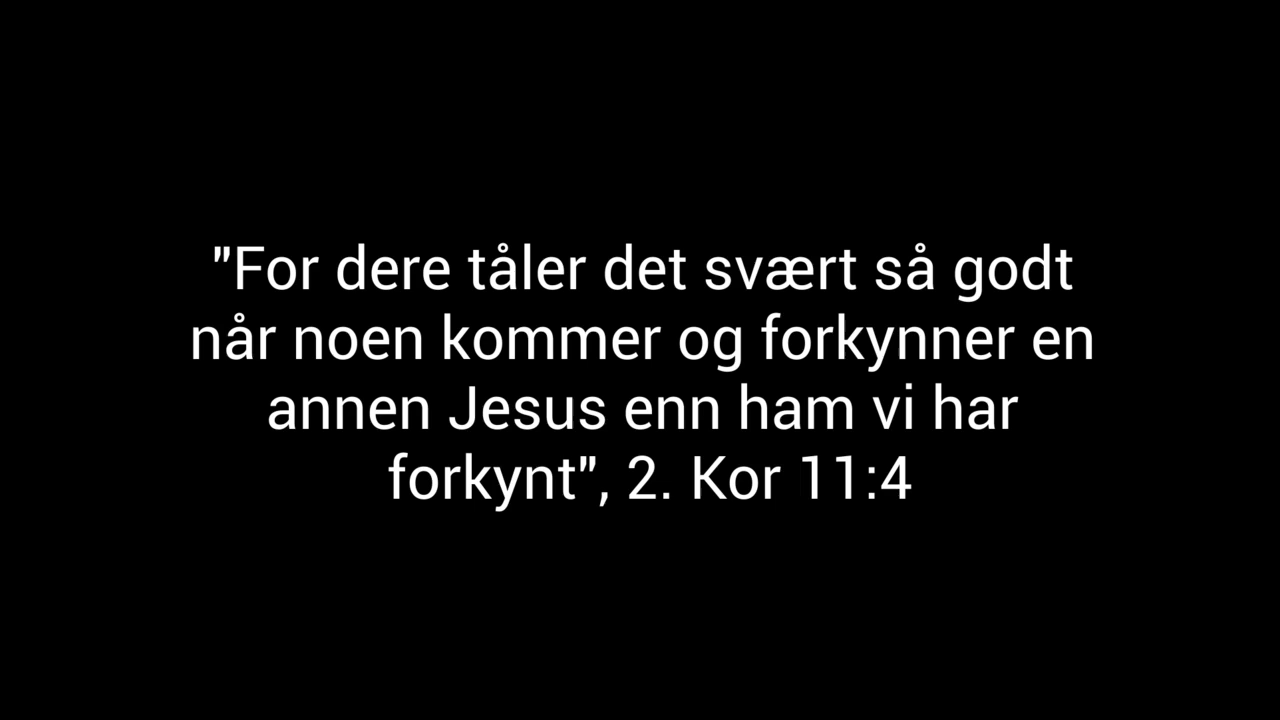 "For dere tåler det svært så godt
når noen kommer og forkynner en
annen Jesus enn ham vi har
forkynt", 2. Kor 11:4